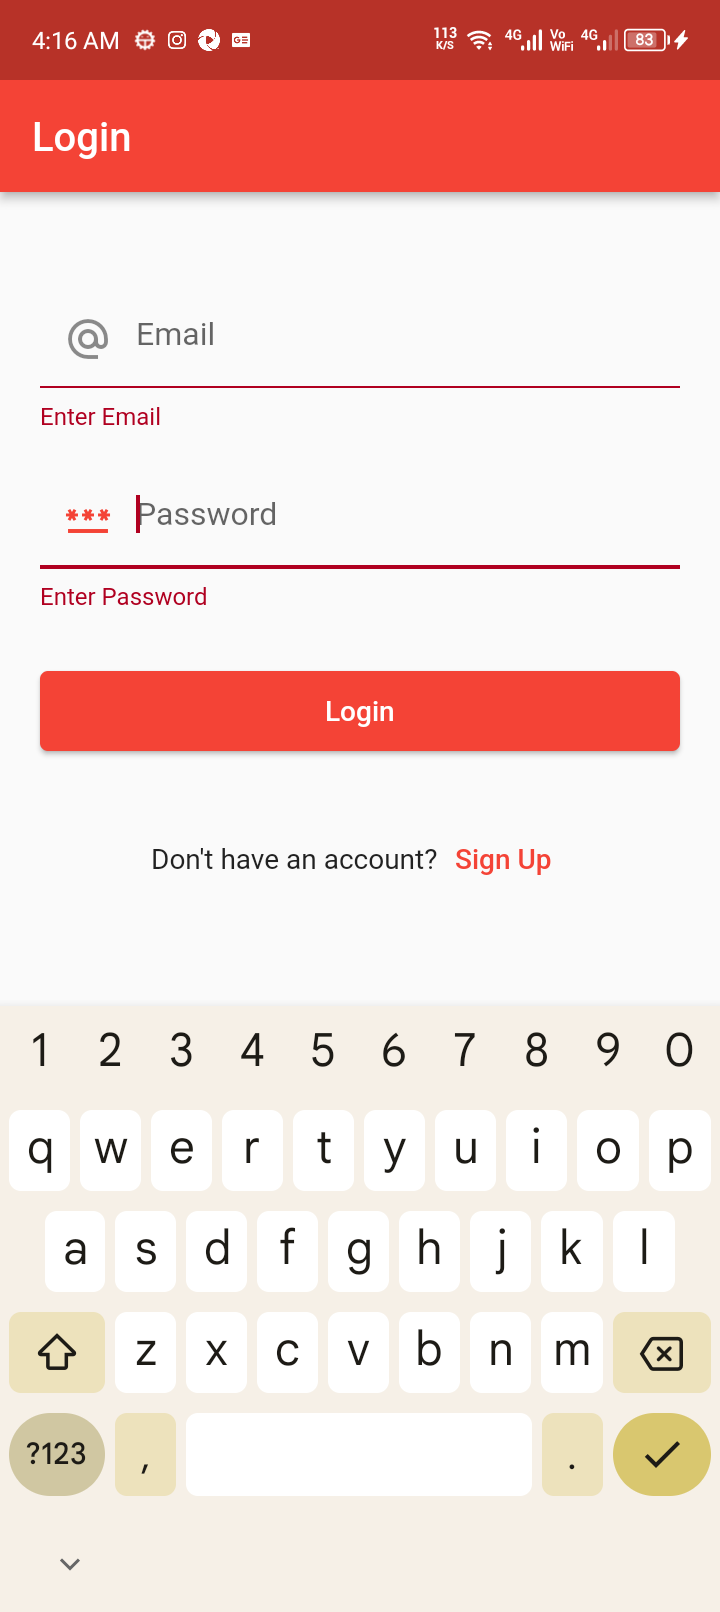 4:16 AM 113 K/S 4G Vo WiFi 4G 83
Login
Email
Enter Email
Password
Enter Password
Login
Don't have an account? Sign Up
1 2 3 4 5 6 7 8 9 0
q w e r t y u i o p
a s d f g h j k l
z x c v b n m
?123 , .